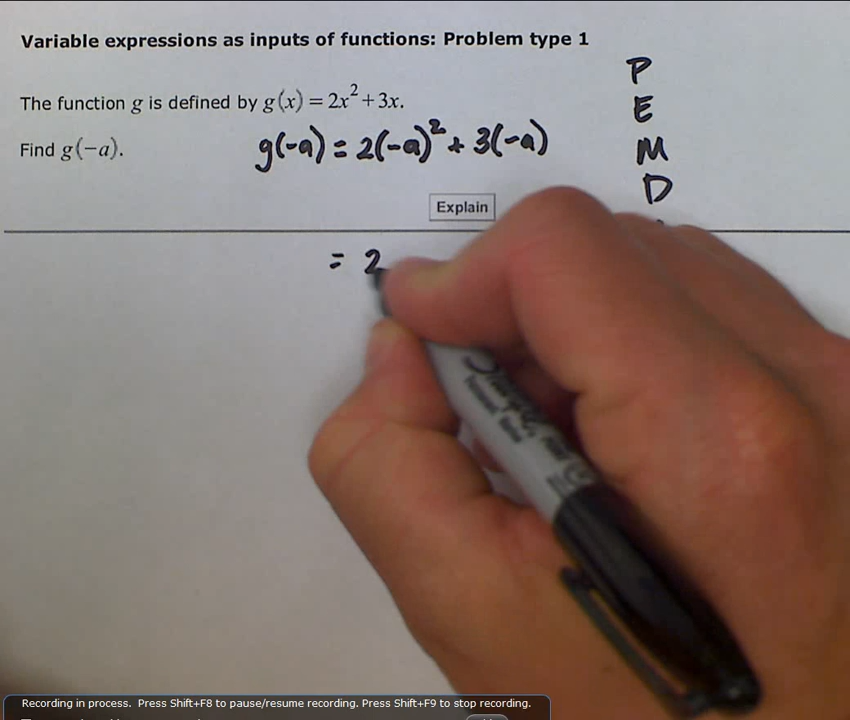 Variable expressions as inputs of functions: Problem type 1
The function g is defined by g(x) = 2x² + 3x.
Find g(−a).
g(-a) = 2(-a)² + 3(-a)
P
E
M
D
Explain
= 2
Recording in process. Press Shift+F8 to pause/resume recording. Press Shift+F9 to stop recording.